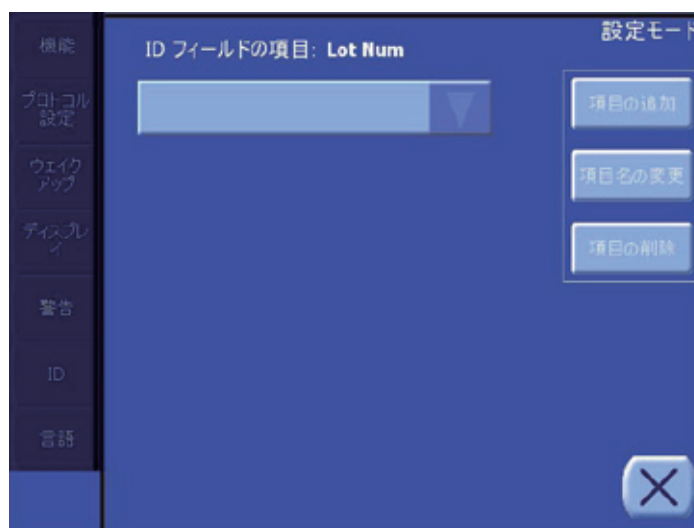 設定モード
ID フィールドの項目: Lot Num
機能
プロトコル
設定
ウェイク
アップ
ディスプレ
イ
警告
ID
言語
項目の追加
項目名の変更
項目の削除